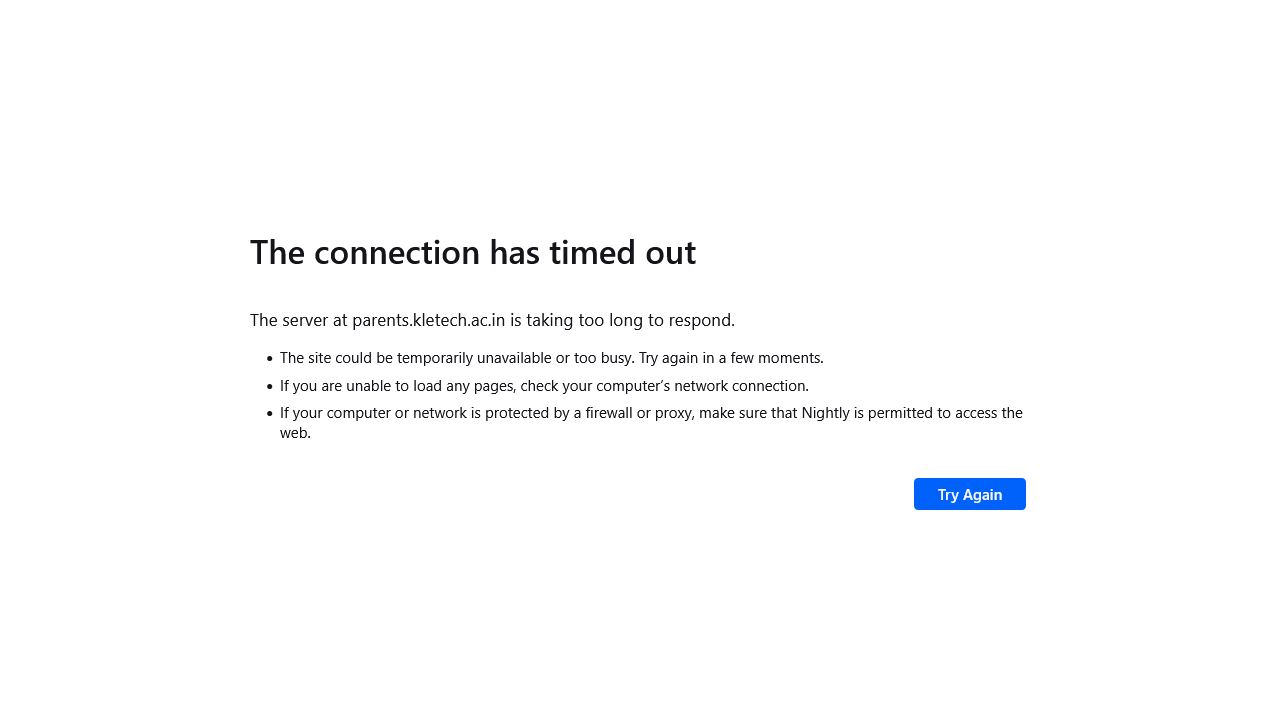 The connection has timed out
The server at parents.kletech.ac.in is taking too long to respond.
• The site could be temporarily unavailable or too busy. Try again in a few moments.
• If you are unable to load any pages, check your computer’s network connection.
• If your computer or network is protected by a firewall or proxy, make sure that Nightly is permitted to access the
web.
Try Again